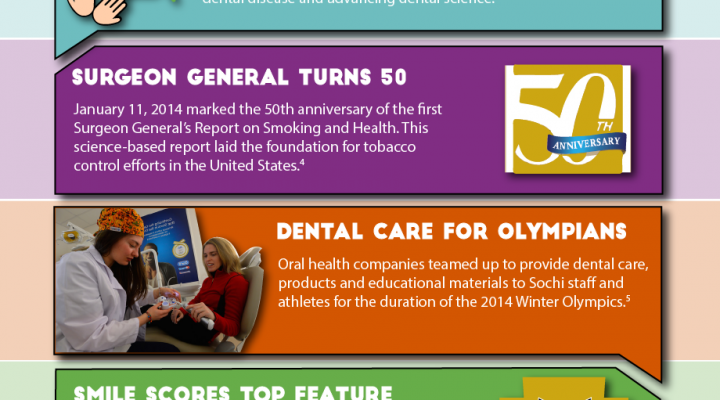 dental disease and advancing dental science.
SURGEON GENERAL TURNS 50
January 11, 2014 marked the 50th anniversary of the first
Surgeon General's Report on Smoking and Health. This
science-based report laid the foundation for tobacco
control efforts in the United States.⁴
50TH
ANNIVERSARY
DENTAL CARE FOR OLYMPIANS
Oral health companies teamed up to provide dental care,
products and educational materials to Sochi staff and
athletes for the duration of the 2014 Winter Olympics.⁵
SMILE SCORES TOP FEATURE